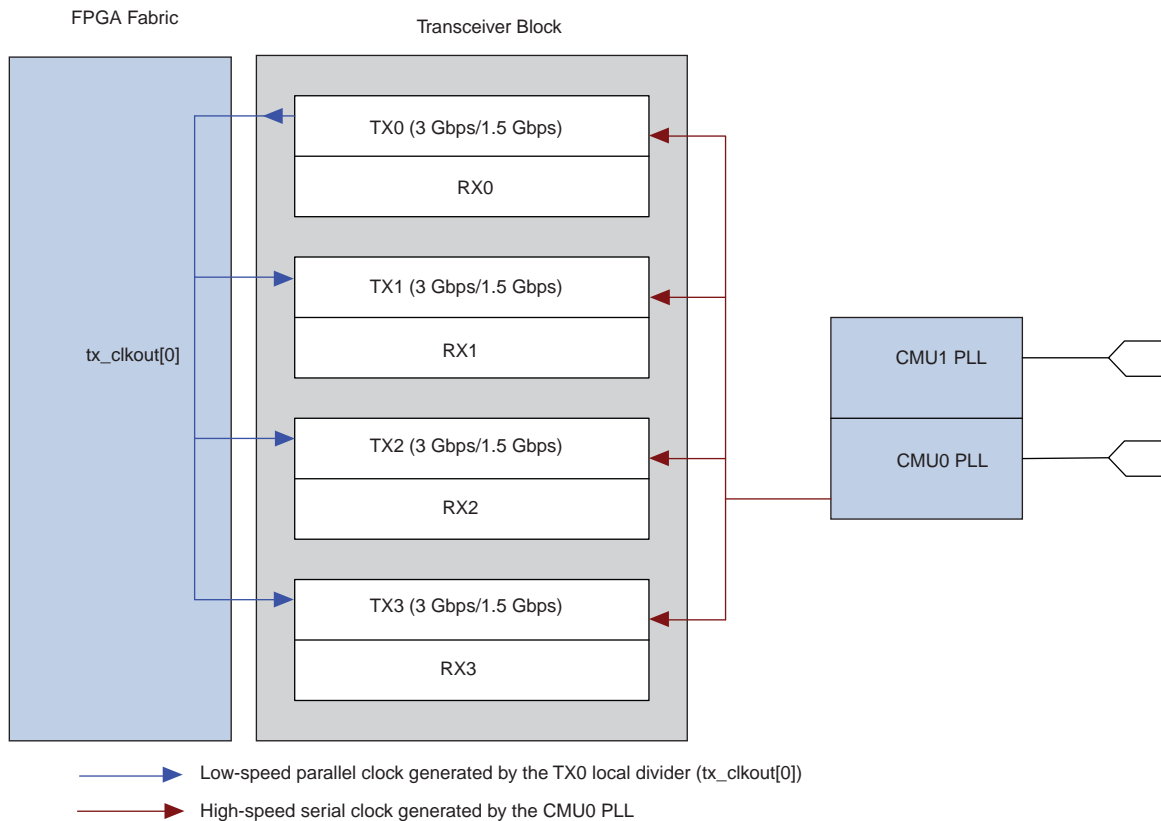 FPGA Fabric
Transceiver Block
TX0 (3 Gbps/1.5 Gbps)
RX0
TX1 (3 Gbps/1.5 Gbps)
RX1
tx_clkout[0]
CMU1 PLL
TX2 (3 Gbps/1.5 Gbps)
CMU0 PLL
RX2
TX3 (3 Gbps/1.5 Gbps)
RX3
Low-speed parallel clock generated by the TX0 local divider (tx_clkout[0])
High-speed serial clock generated by the CMU0 PLL